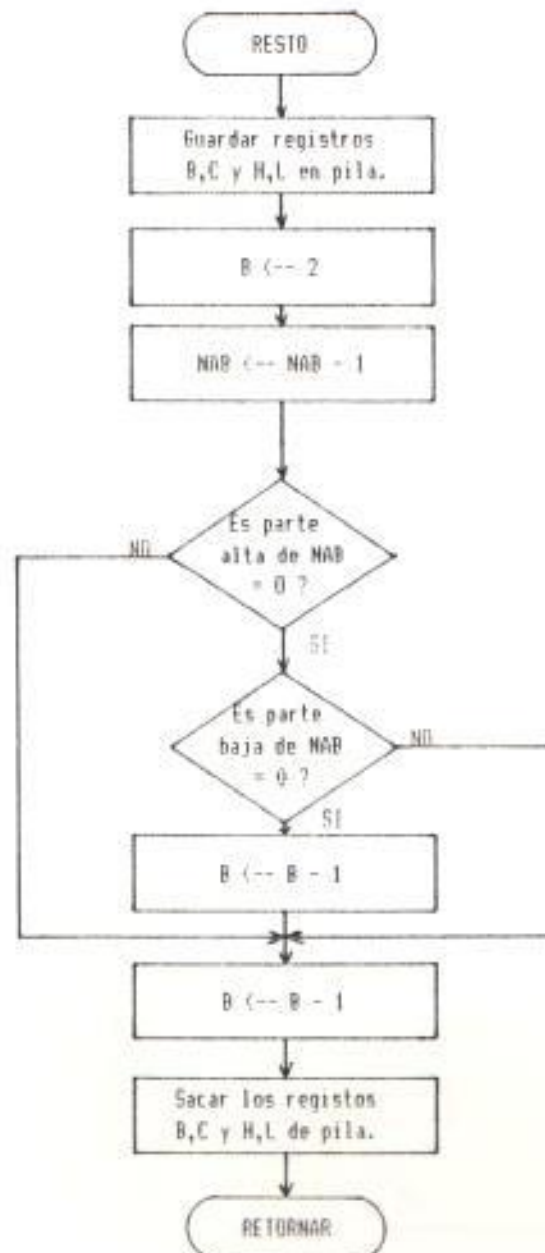 RESTO
Guardar registros
B,C y H,L en pila.
B <-- 2
NAB <-- NAB - 1
Es parte
alta de NAB
= 0 ?
NO
SI
Es parte
baja de NAB
= 0 ?
NO
SI
B <-- B - 1
B <-- B - 1
Sacar los registos
B,C y H,L de pila.
RETORNAR